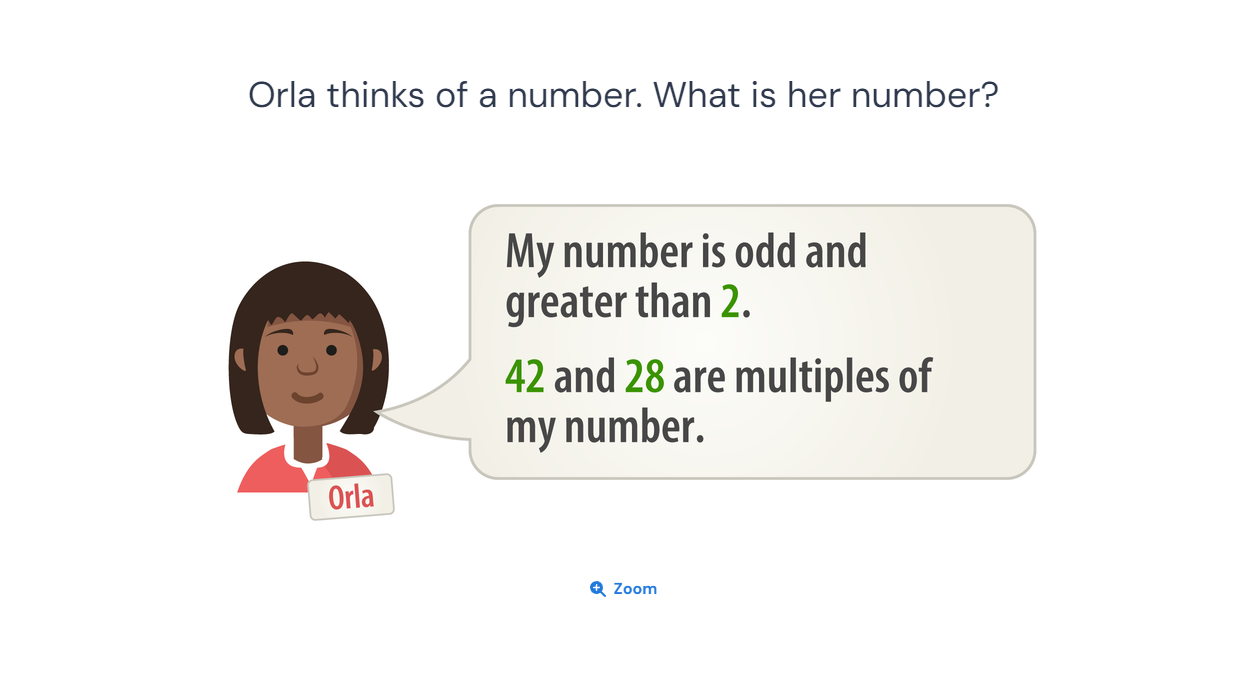 Orla thinks of a number. What is her number?
My number is odd and
greater than 2.
42 and 28 are multiples of
my number.
Orla
Zoom